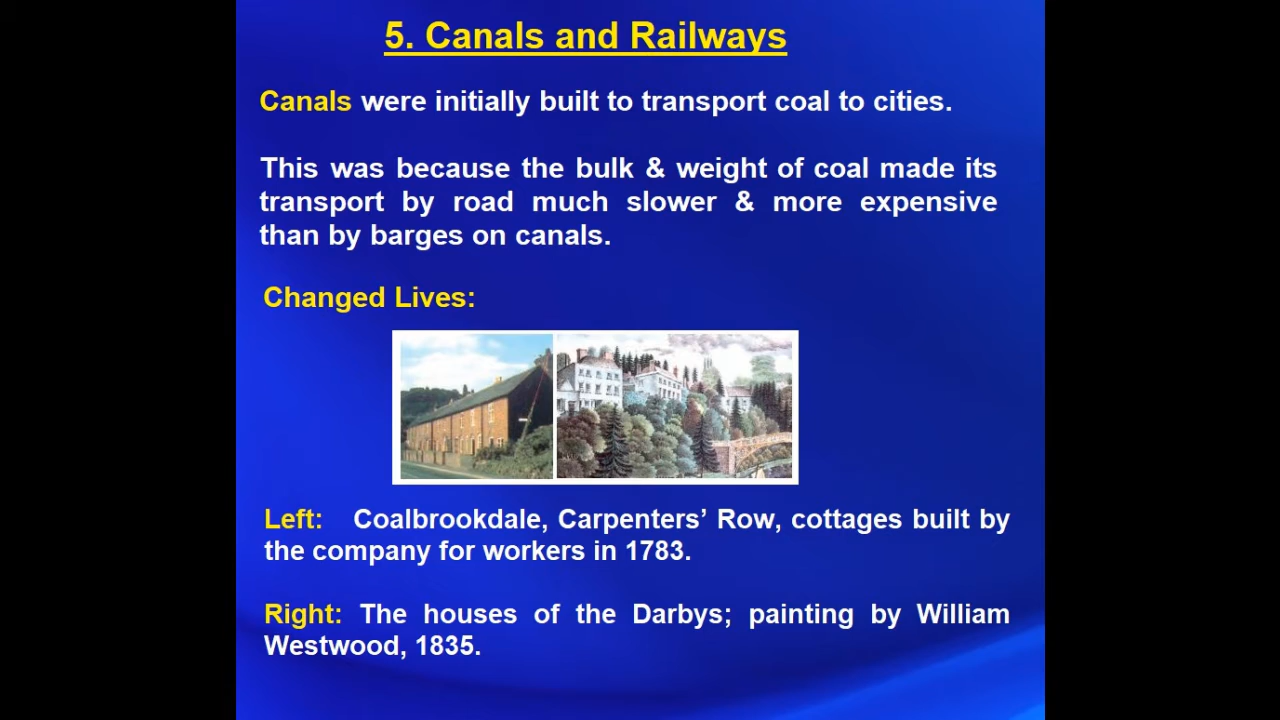 5. Canals and Railways
Canals were initially built to transport coal to cities.
This was because the bulk & weight of coal made its
transport by road much slower & more expensive
than by barges on canals.
Changed Lives:
Left: Coalbrookdale, Carpenters’ Row, cottages built by
the company for workers in 1783.
Right: The houses of the Darbys; painting by William
Westwood, 1835.